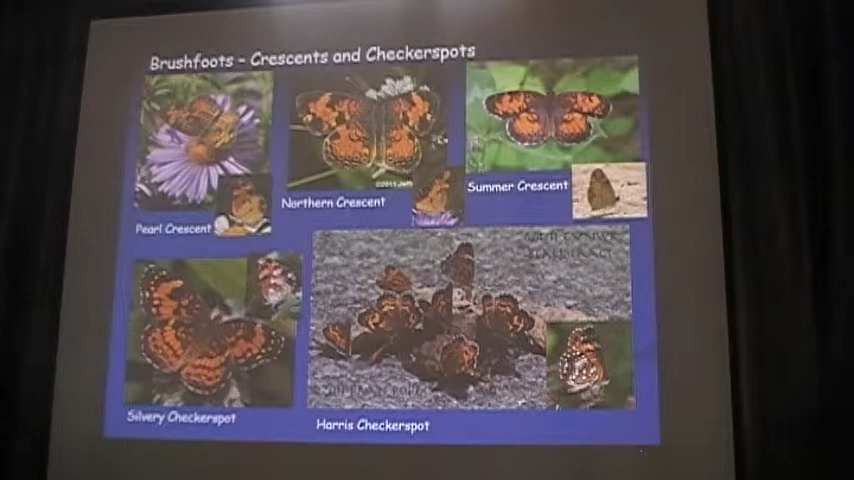 Brushfoots - Crescents and Checkerspots
Pearl Crescent
Northern Crescent
Summer Crescent
Silvery Checkerspot
Harris Checkerspot